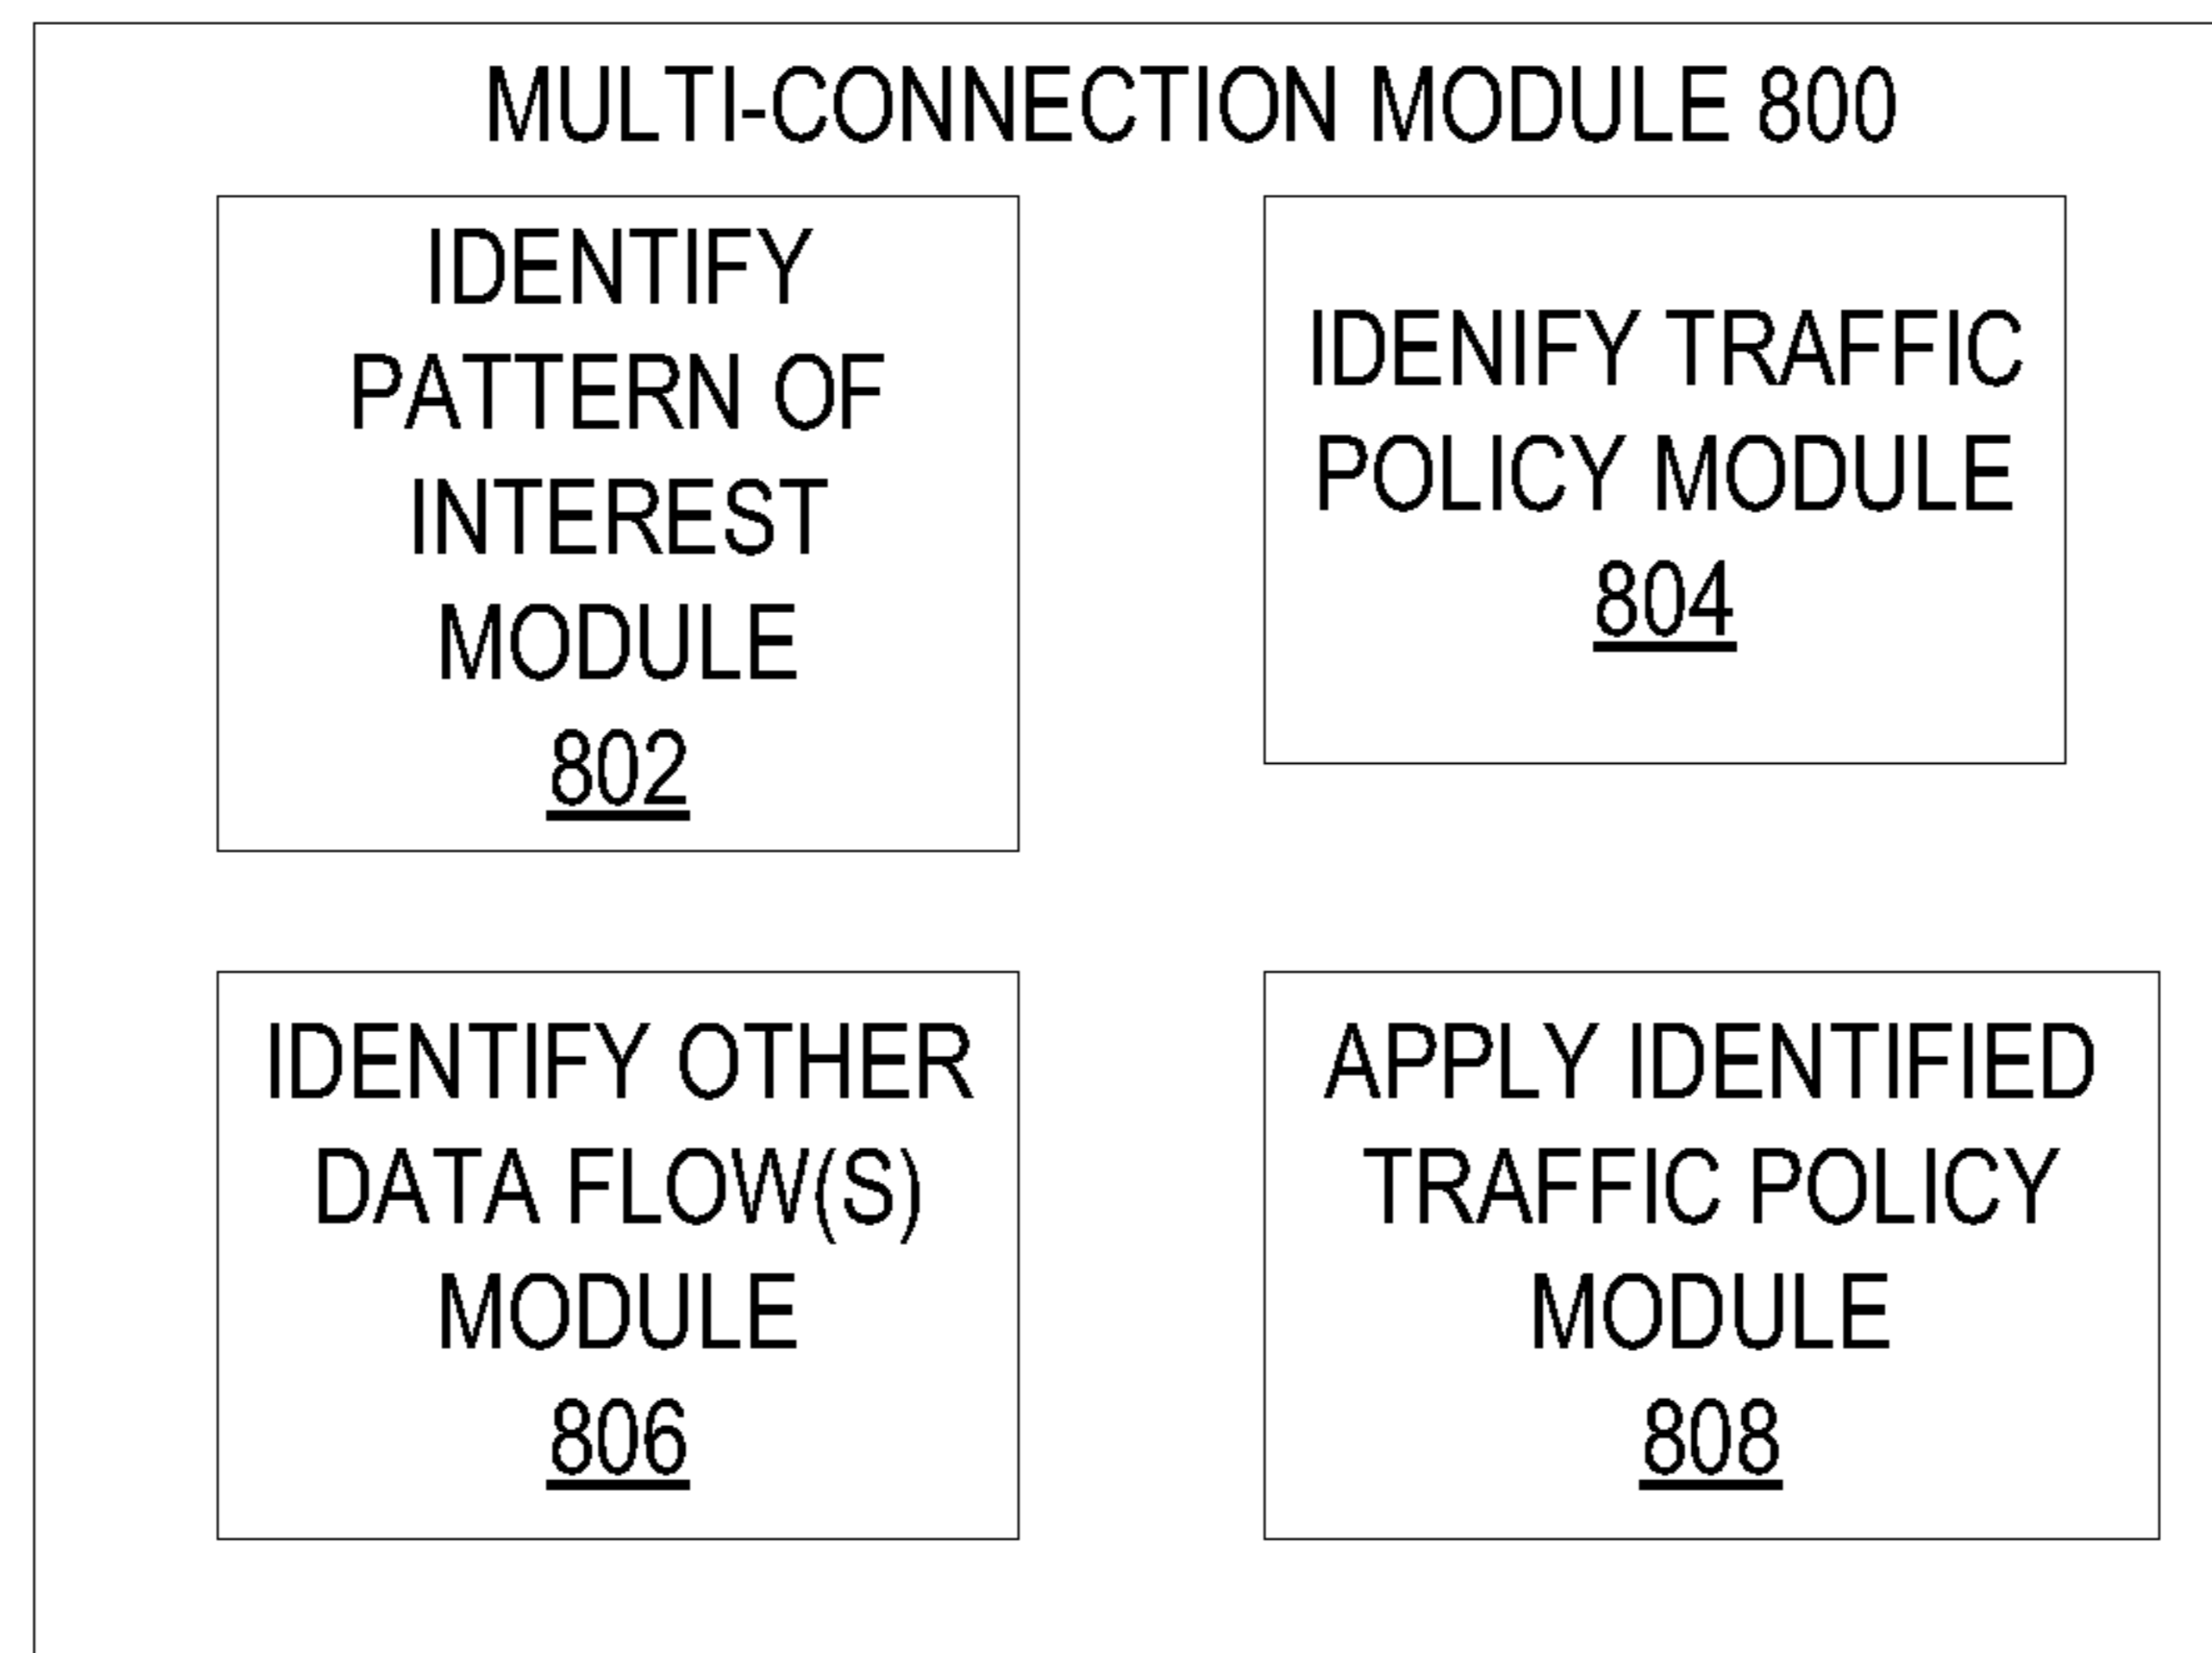 MULTI-CONNECTION MODULE 800
IDENTIFY
PATTERN OF
INTEREST
MODULE
802
IDENIFY TRAFFIC
POLICY MODULE
804
IDENTIFY OTHER
DATA FLOW(S)
MODULE
806
APPLY IDENTIFIED
TRAFFIC POLICY
MODULE
808